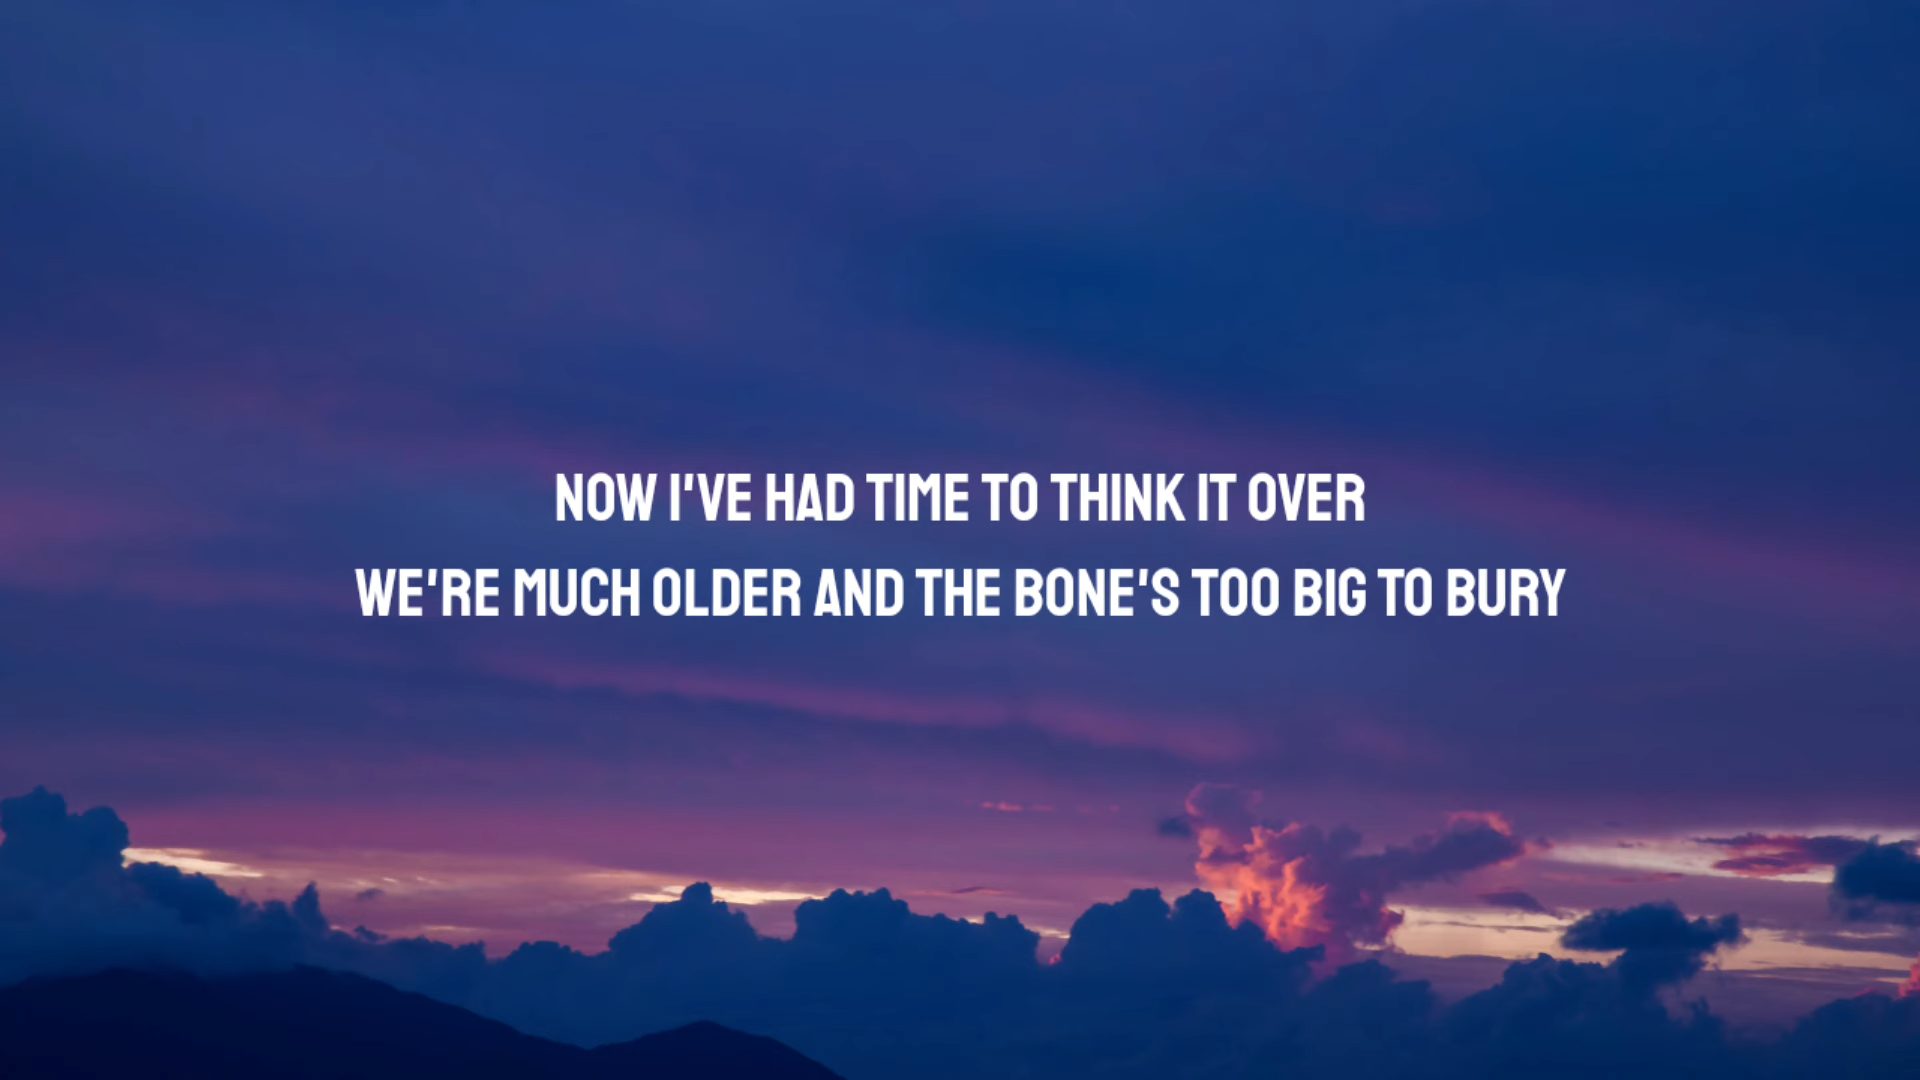 NOW I'VE HAD TIME TO THINK IT OVER
WE'RE MUCH OLDER AND THE BONE'S TOO BIG TO BURY